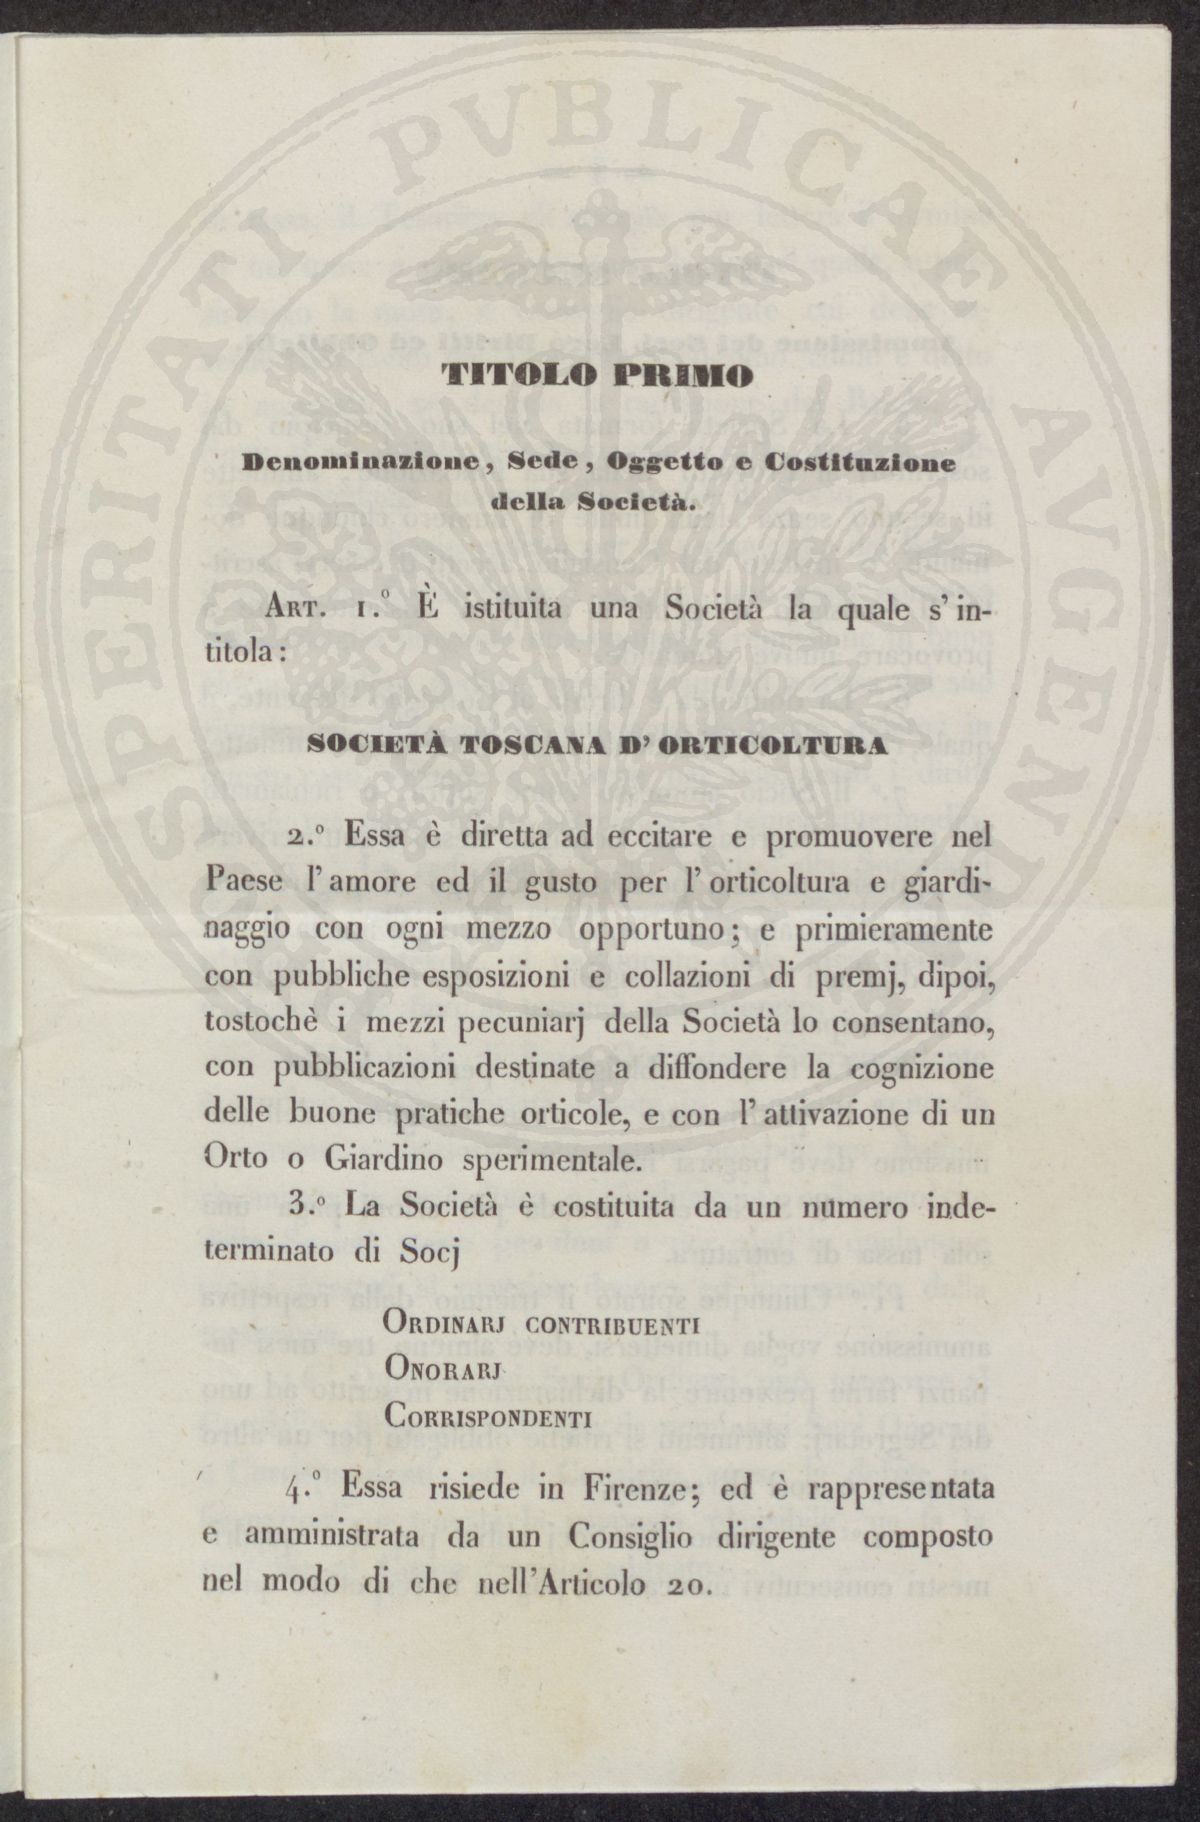 PROSPERITATI PVBLICAE AVGENDAE
TITOLO PRIMO
Denominazione, Sede, Oggetto e Costituzione
della Società.
ART. 1.° È istituita una Società la quale s'in-
titola:
SOCIETÀ TOSCANA D'ORTICOLTURA
2.° Essa è diretta ad eccitare e promuovere nel
Paese l'amore ed il gusto per l'orticoltura e giardi-
naggio con ogni mezzo opportuno; e primieramente
con pubbliche esposizioni e collazioni di premj, dipoi,
tostochè i mezzi pecuniarj della Società lo consentano,
con pubblicazioni destinate a diffondere la cognizione
delle buone pratiche orticole, e con l'attivazione di un
Orto o Giardino sperimentale.
3.° La Società è costituita da un numero inde-
terminato di Socj
ORDINARJ CONTRIBUENTI
ONORARJ
CORRISPONDENTI
4.° Essa risiede in Firenze; ed è rappresentata
e amministrata da un Consiglio dirigente composto
nel modo di che nell'Articolo 20.